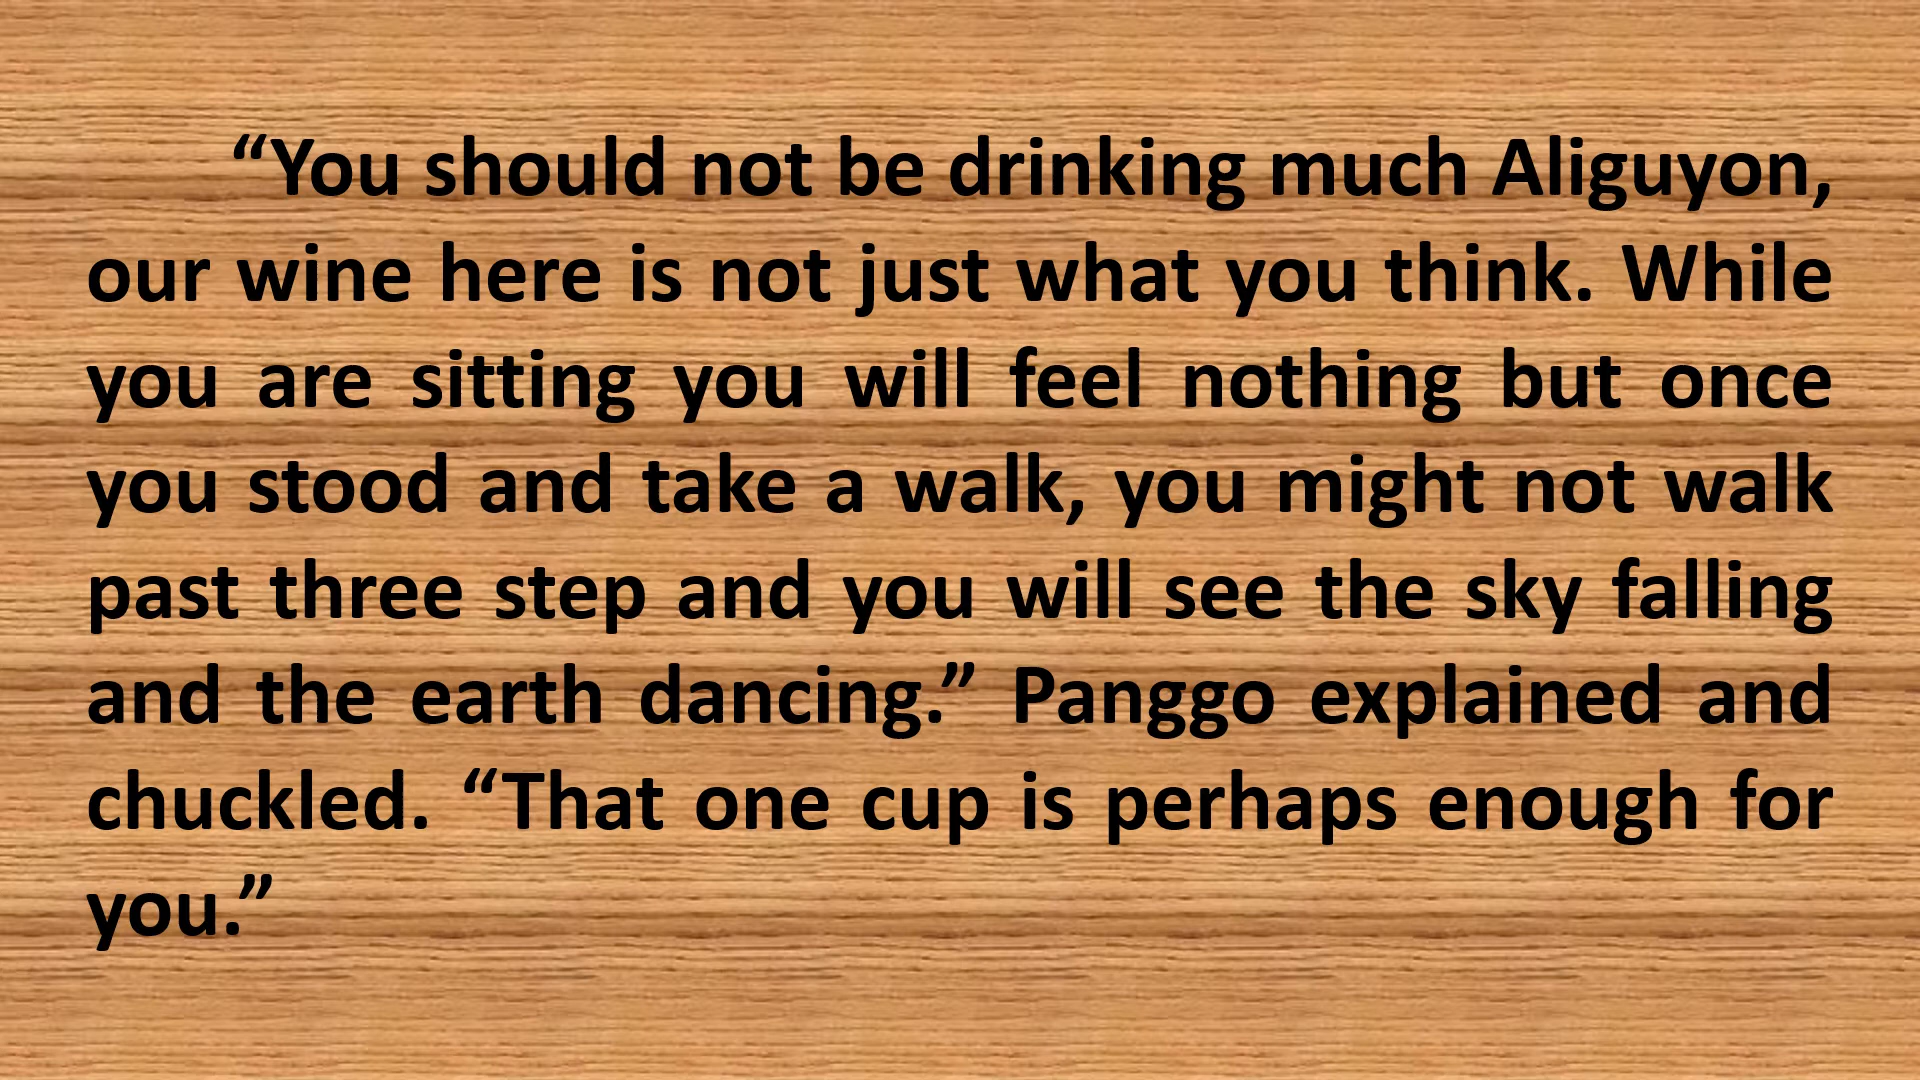 “You should not be drinking much Aliguyon,
our wine here is not just what you think. While
you are sitting you will feel nothing but once
you stood and take a walk, you might not walk
past three step and you will see the sky falling
and the earth dancing.” Panggo explained and
chuckled. “That one cup is perhaps enough for
you.”